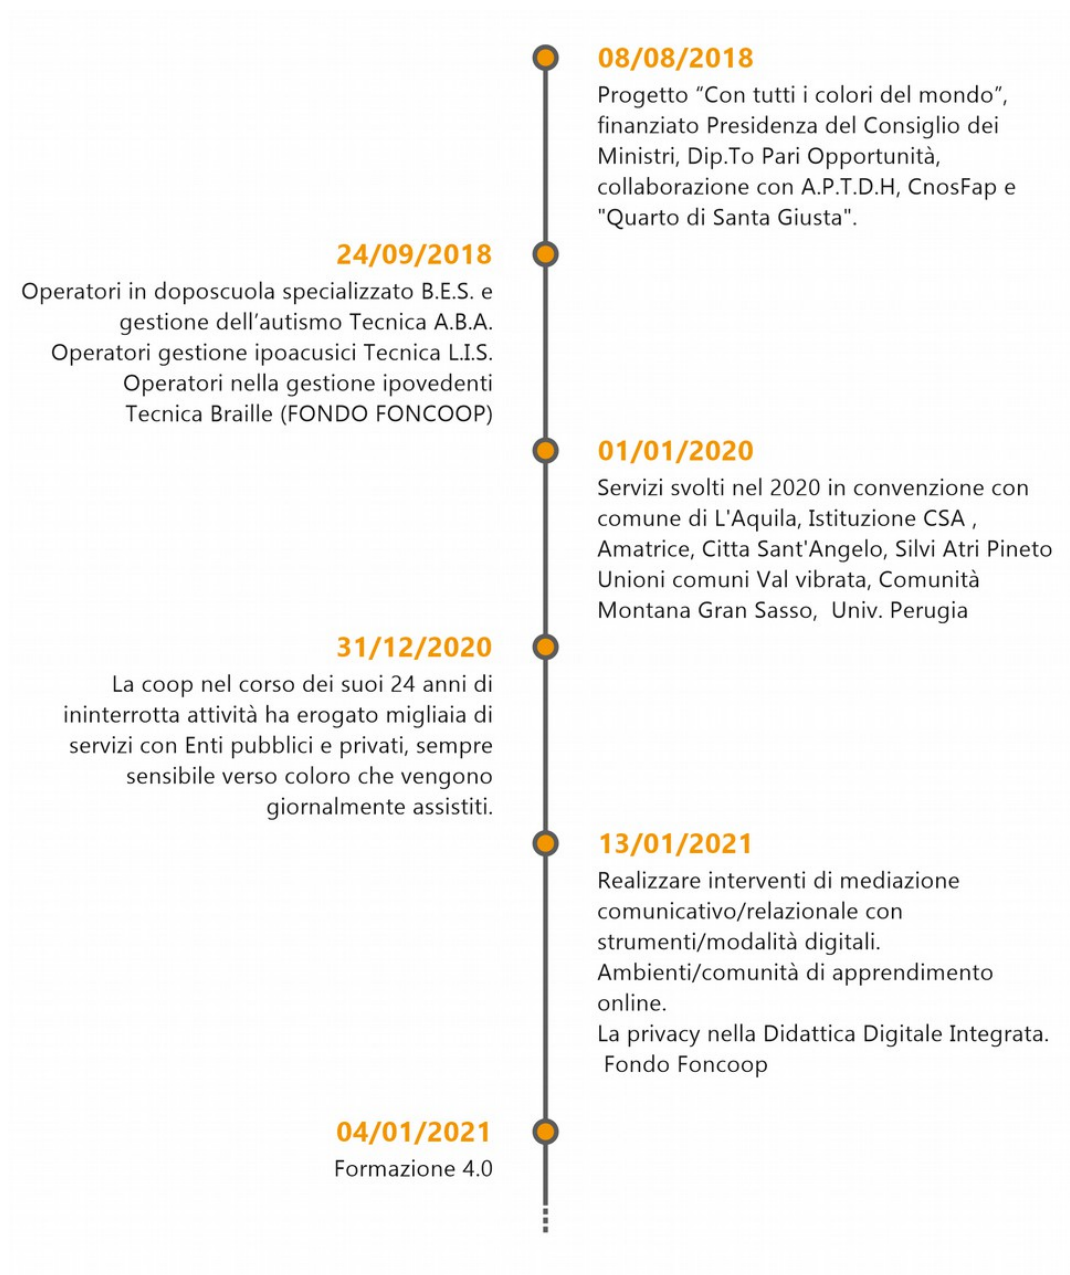 08/08/2018
Progetto “Con tutti i colori del mondo”,
finanziato Presidenza del Consiglio dei
Ministri, Dip.To Pari Opportunità,
collaborazione con A.P.T.D.H, CnosFap e
"Quarto di Santa Giusta".
24/09/2018
Operatori in doposcuola specializzato B.E.S. e
gestione dell’autismo Tecnica A.B.A.
Operatori gestione ipoacusici Tecnica L.I.S.
Operatori nella gestione ipovedenti
Tecnica Braille (FONDO FONCOOP)
01/01/2020
Servizi svolti nel 2020 in convenzione con
comune di L'Aquila, Istituzione CSA ,
Amatrice, Citta Sant'Angelo, Silvi Atri Pineto
Unioni comuni Val vibrata, Comunità
Montana Gran Sasso,  Univ. Perugia
31/12/2020
La coop nel corso dei suoi 24 anni di
ininterrotta attività ha erogato migliaia di
servizi con Enti pubblici e privati, sempre
sensibile verso coloro che vengono
giornalmente assistiti.
13/01/2021
Realizzare interventi di mediazione
comunicativo/relazionale con
strumenti/modalità digitali.
Ambienti/comunità di apprendimento
online.
La privacy nella Didattica Digitale Integrata.
Fondo Foncoop
04/01/2021
Formazione 4.0